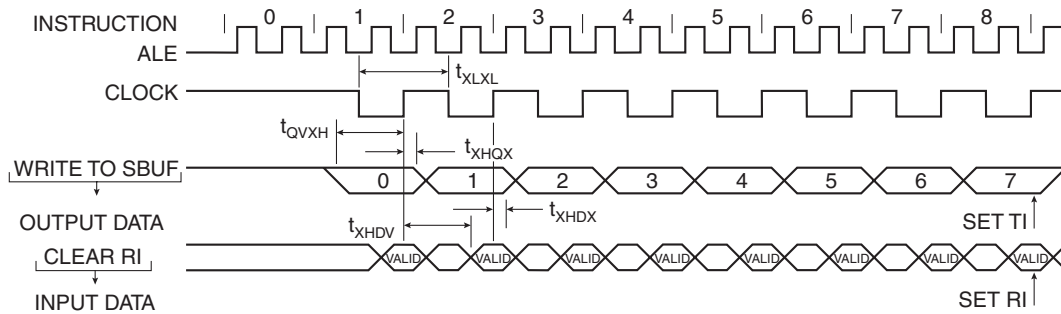 INSTRUCTION
0 1 2 3 4 5 6 7 8
ALE
tXLXL
CLOCK
tQVXH
tXHQX
WRITE TO SBUF
0 1 2 3 4 5 6 7
tXHDX
OUTPUT DATA
SET TI
tXHDV
CLEAR RI
VALID VALID VALID VALID VALID VALID VALID VALID
INPUT DATA
SET RI